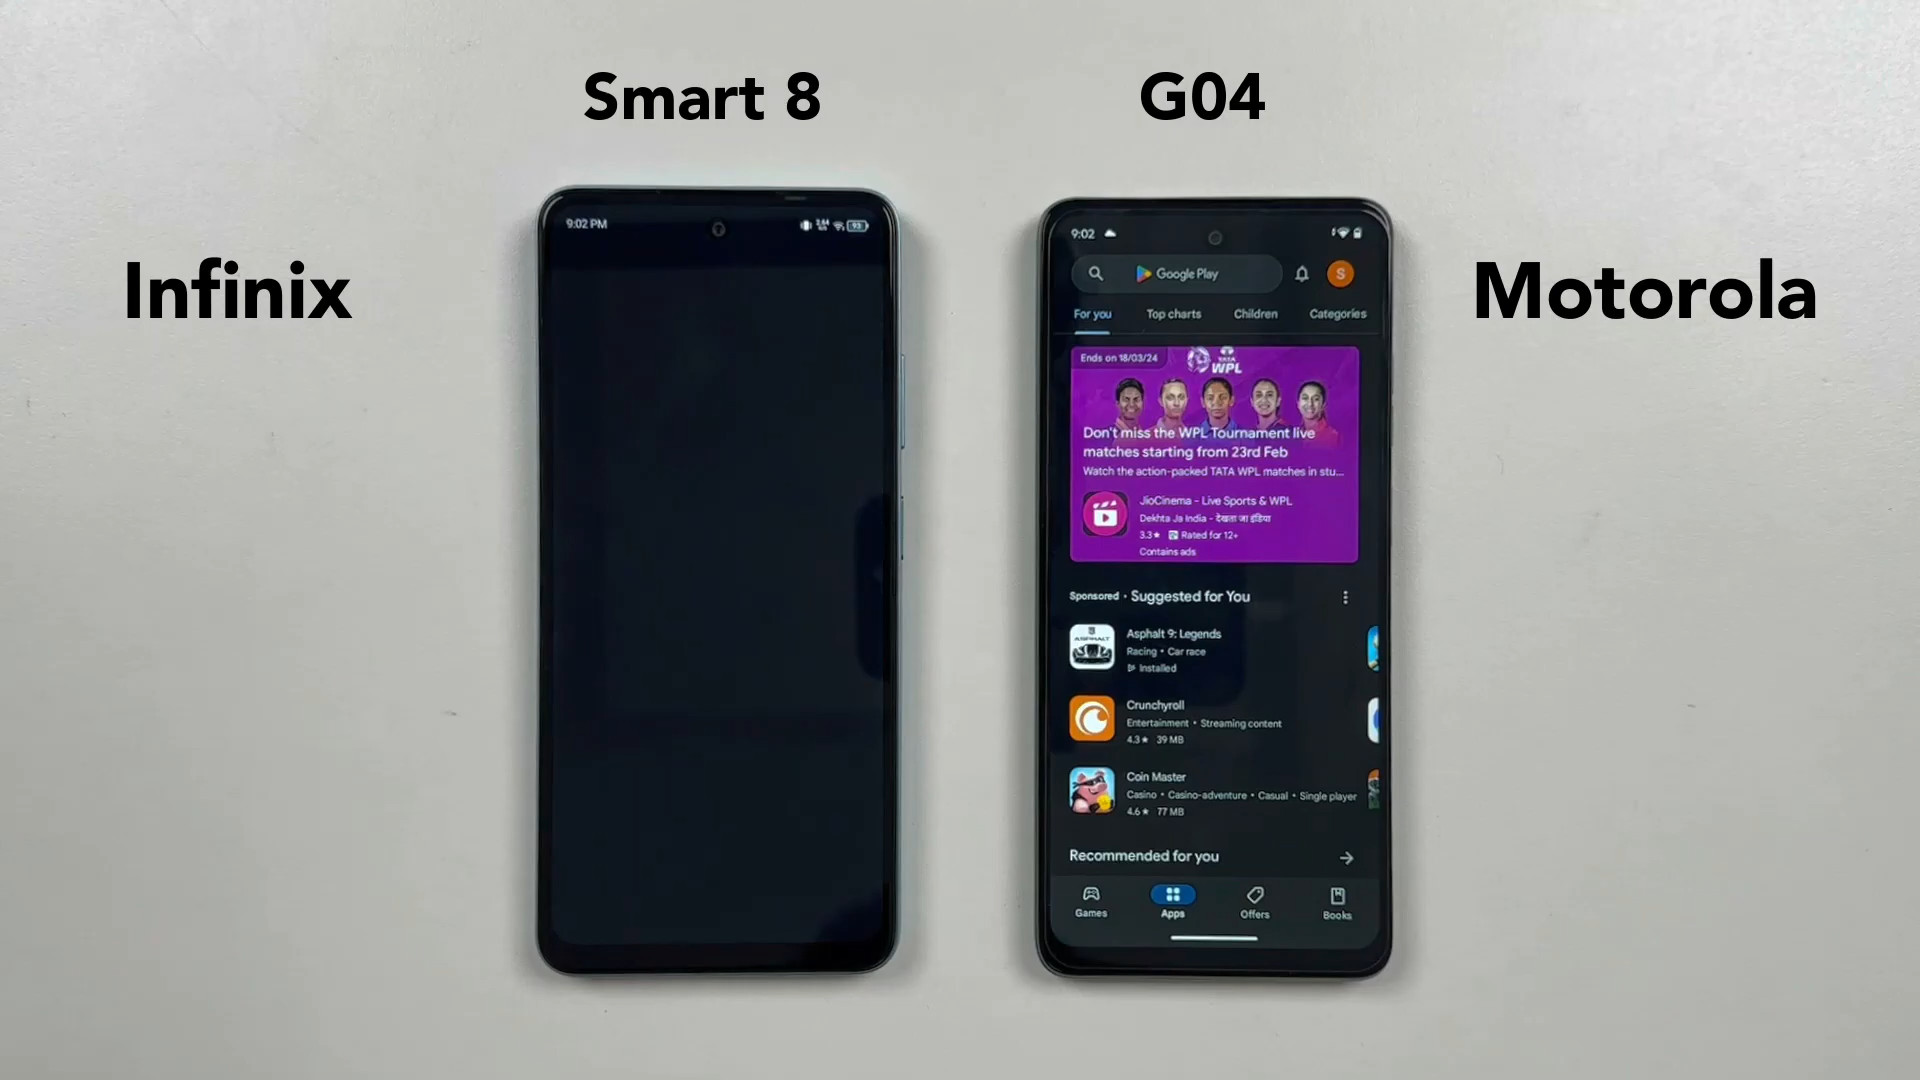 Smart 8
G04
Infinix
Motorola
9:02 PM
93
9:02
Google Play
S
For you
Top charts
Children
Categories
Ends on 18/03/24
TATA
WPL
Don't miss the WPL Tournament live
matches starting from 23rd Feb
Watch the action-packed TATA WPL matches in stu...
JioCinema - Live Sports & WPL
Dekhta Ja India - देखता जा इंडिया
3.3★ Rated for 12+
Contains ads
Sponsored • Suggested for You
ASPHALT
Asphalt 9: Legends
Racing • Car race
Installed
Crunchyroll
Entertainment • Streaming content
4.3★ 39 MB
Coin Master
Casino • Casino-adventure • Casual • Single player
4.6★ 77 MB
Recommended for you
Games
Apps
Offers
Books